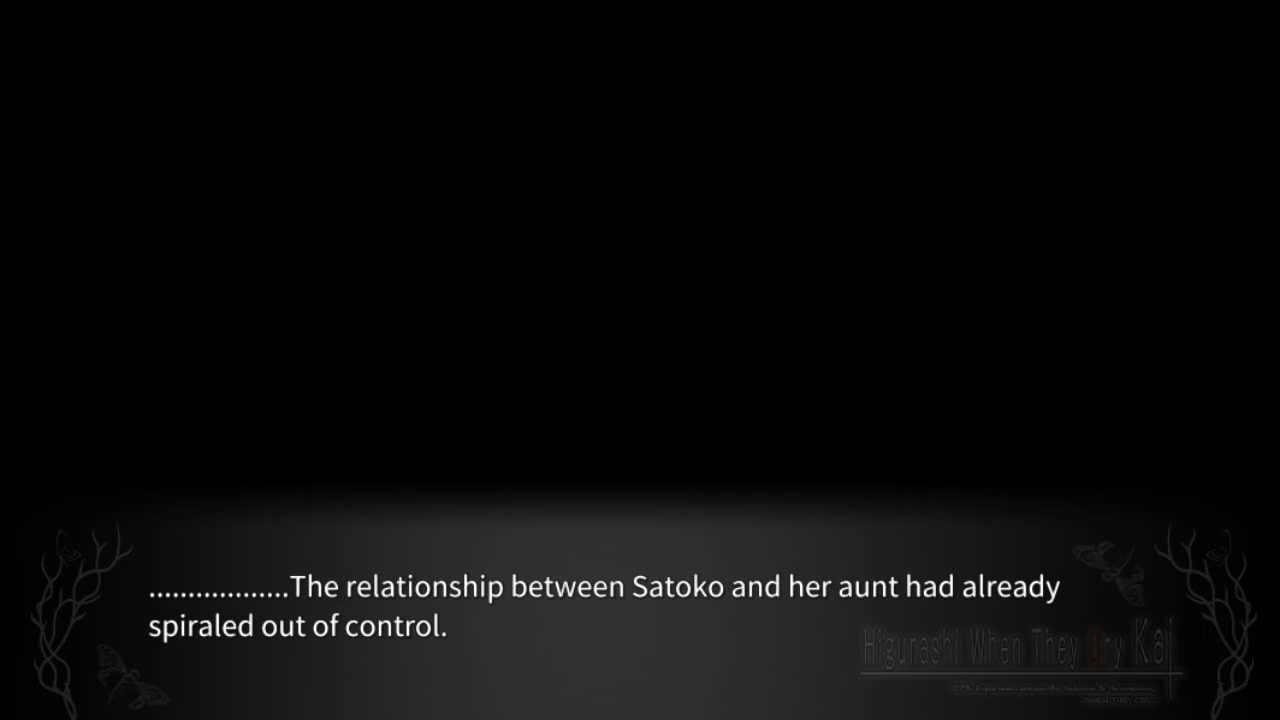 ..................The relationship between Satoko and her aunt had already
spiraled out of control.
Higurashi When They Cry Kai